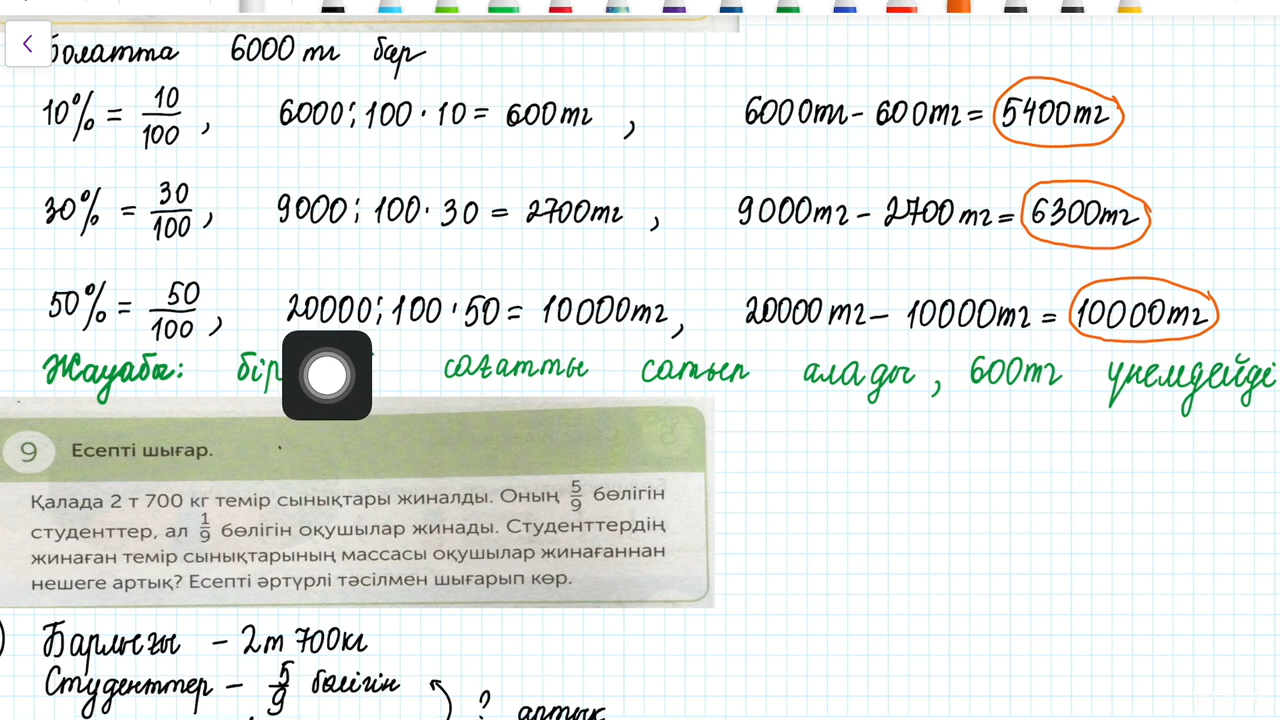 болатта 6000 тг бар
10% = 10/100, 6000:100·10 = 600тг, 6000тг - 600тг = 5400тг
30% = 30/100, 9000:100·30 = 2700тг, 9000тг - 2700тг = 6300тг
50% = 50/100, 20000:100·50 = 10000тг, 20000тг - 10000тг = 10000тг
Жауабы: бір сағатты сатып алады, 600тг үнемдейді
9 Есепті шығар.
Қалада 2 т 700 кг темір сынықтары жиналды. Оның 5/9 бөлігін
студенттер, ал 1/9 бөлігін оқушылар жинады. Студенттердің
жинаған темір сынықтарының массасы оқушылар жинағаннан
нешеге артық? Есепті әртүрлі тәсілмен шығарып көр.
) Барлығы - 2т 700кг
Студенттер - 5/9 бөлігін ? артық